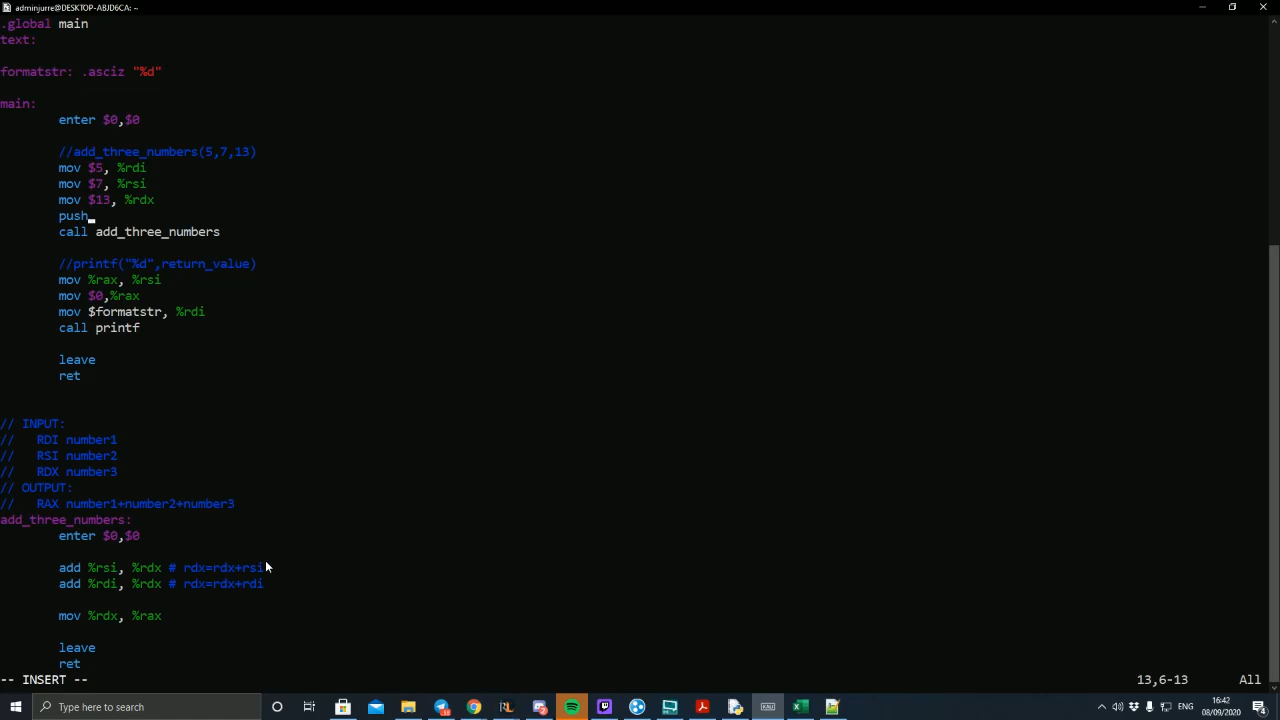 adminjurre@DESKTOP-ABJD6CA: ~
.global main
text:
formatstr: .asciz "%d"
main:
enter $0,$0
//add_three_numbers(5,7,13)
mov $5, %rdi
mov $7, %rsi
mov $13, %rdx
push
call add_three_numbers
//printf("%d",return_value)
mov %rax, %rsi
mov $0,%rax
mov $formatstr, %rdi
call printf
leave
ret
// INPUT:
// RDI number1
// RSI number2
// RDX number3
// OUTPUT:
// RAX number1+number2+number3
add_three_numbers:
enter $0,$0
add %rsi, %rdx # rdx=rdx+rsi
add %rdi, %rdx # rdx=rdx+rdi
mov %rdx, %rax
leave
ret
-- INSERT -- 13,6-13 All
Type here to search ENG 16:42
08/09/2020